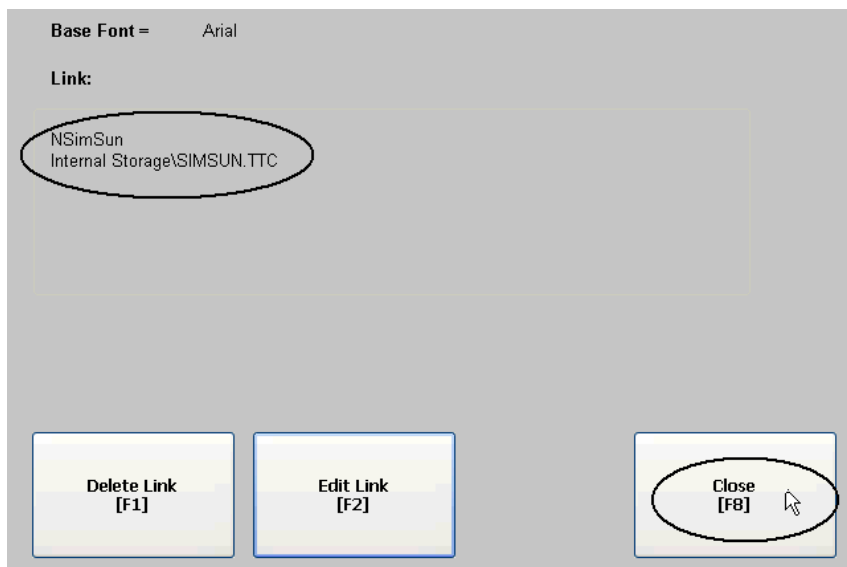 Base Font = Arial
Link:
NSimSun
Internal Storage\SIMSUN.TTC
Delete Link
[F1]
Edit Link
[F2]
Close
[F8]